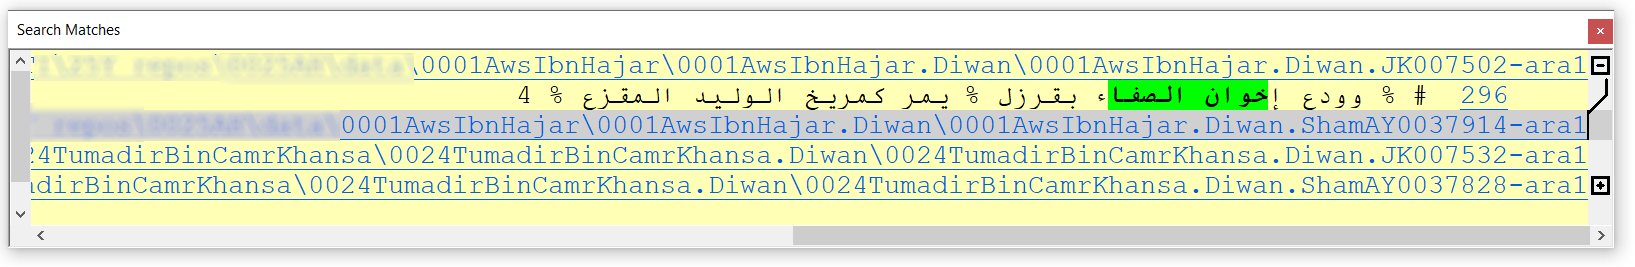 Search Matches
\0001AwsIbnHajar\0001AwsIbnHajar.Diwan\0001AwsIbnHajar.Diwan.JK007502-ara1
296 # % وودع إخوان الصفاء بقرزل % يمر كمريخ الوليد المقزع % 4
0001AwsIbnHajar\0001AwsIbnHajar.Diwan\0001AwsIbnHajar.Diwan.ShamAY0037914-ara1
24TumadirBinCamrKhansa\0024TumadirBinCamrKhansa.Diwan\0024TumadirBinCamrKhansa.Diwan.JK007532-ara1
adirBinCamrKhansa\0024TumadirBinCamrKhansa.Diwan\0024TumadirBinCamrKhansa.Diwan.ShamAY0037828-ara1